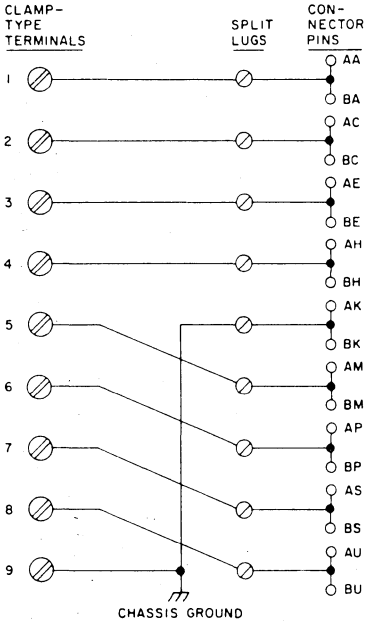 CLAMP-
TYPE
TERMINALS
SPLIT
LUGS
CON-
NECTOR
PINS
1
AA
BA
2
AC
BC
3
AE
BE
4
AH
BH
5
AK
BK
6
AM
BM
7
AP
BP
8
AS
BS
9
AU
BU
CHASSIS GROUND